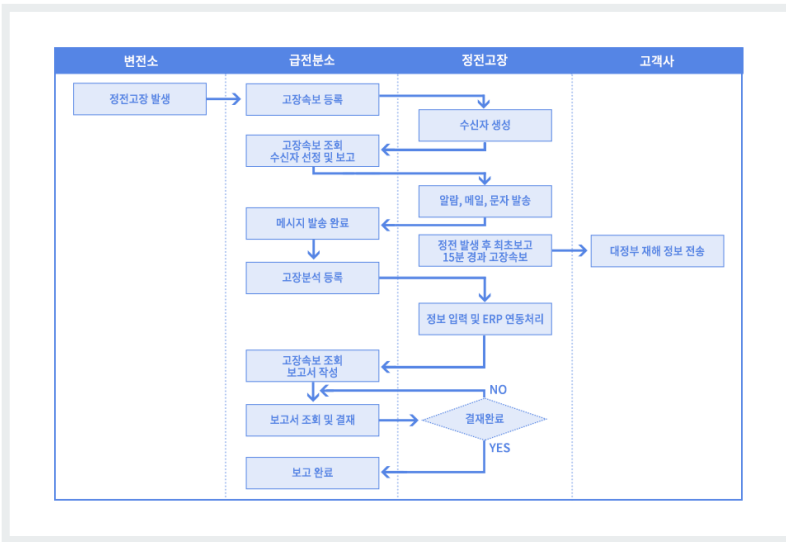 변전소
급전분소
정전고장
고객사
정전고장 발생
고장속보 등록
수신자 생성
고장속보 조회
수신자 선정 및 보고
알람, 메일, 문자 발송
메시지 발송 완료
정전 발생 후 최초보고
15분 경과 고장속보
대정부 재해 정보 전송
고장분석 등록
정보 입력 및 ERP 연동처리
고장속보 조회
보고서 작성
NO
보고서 조회 및 결재
결재완료
YES
보고 완료